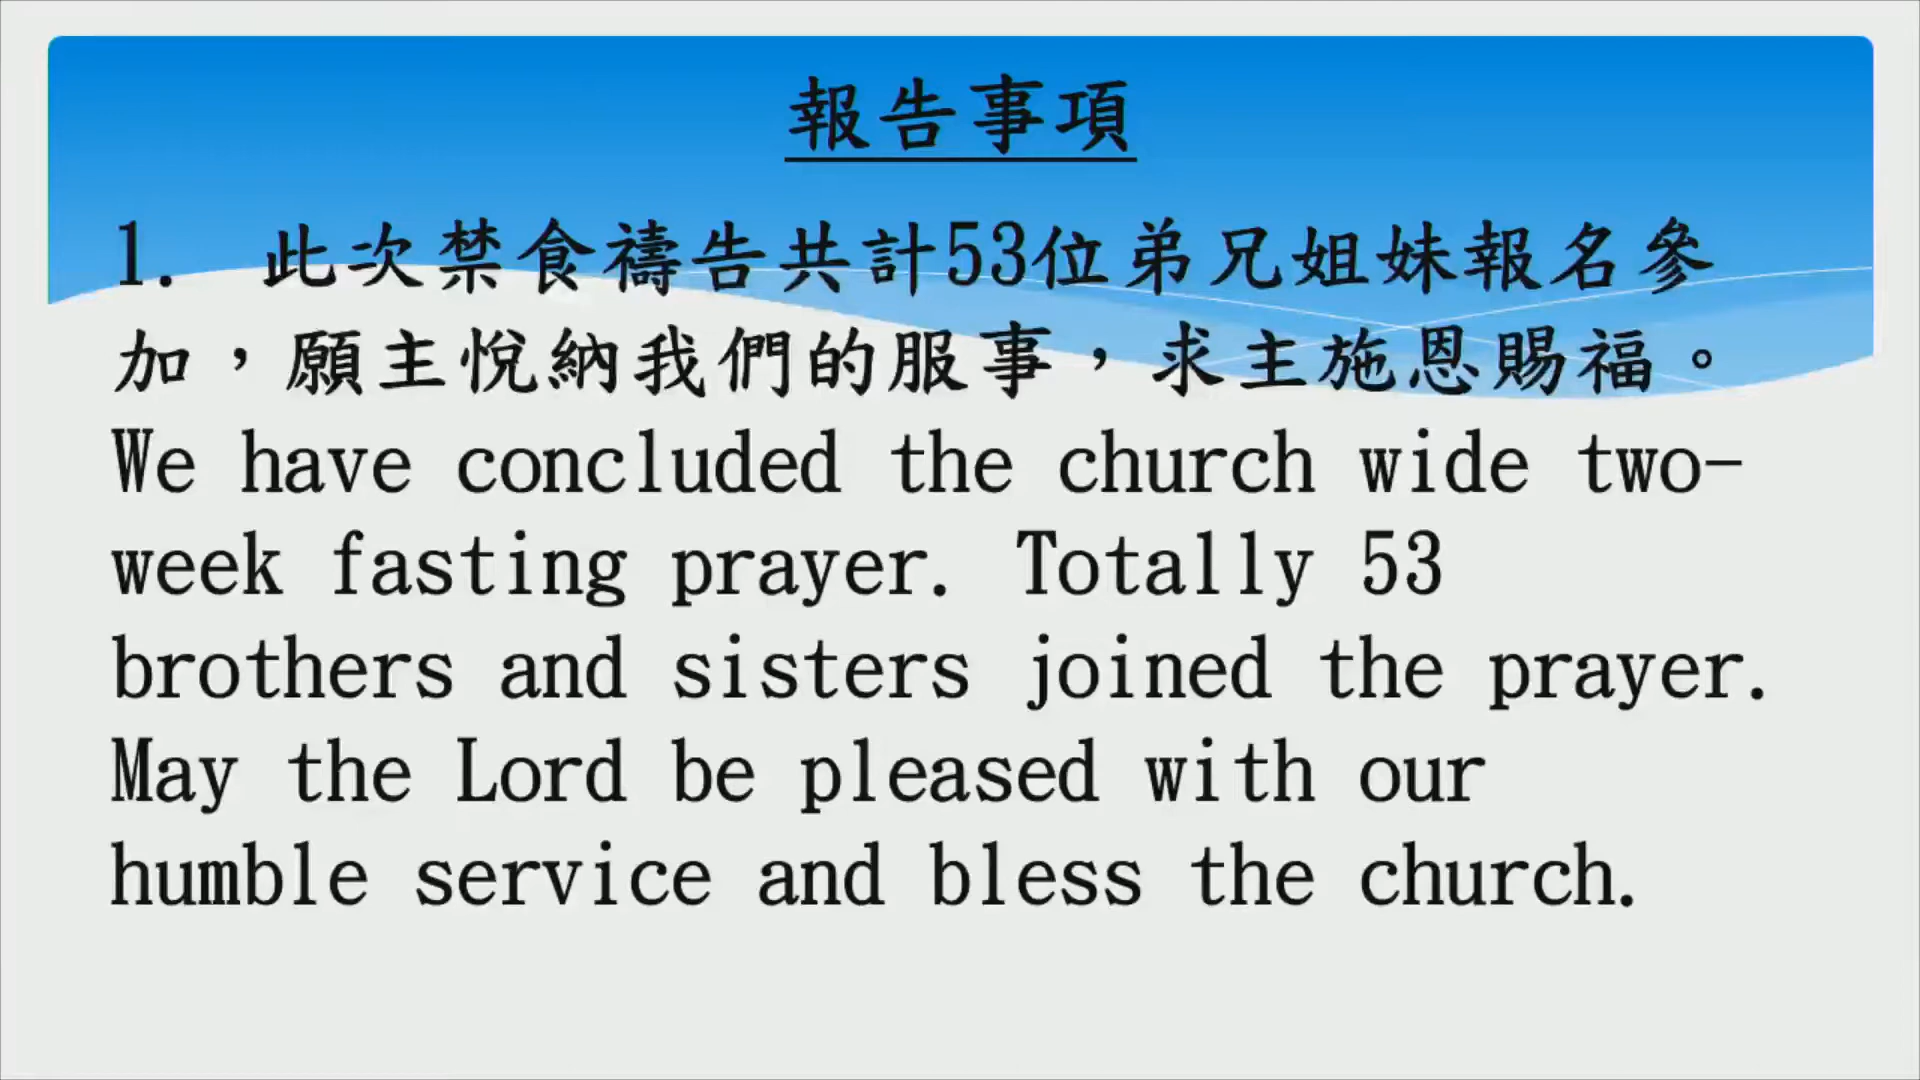 報告事項
1. 此次禁食禱告共計53位弟兄姐妹報名參
加，願主悅納我們的服事，求主施恩賜福。
We have concluded the church wide two-
week fasting prayer. Totally 53
brothers and sisters joined the prayer.
May the Lord be pleased with our
humble service and bless the church.